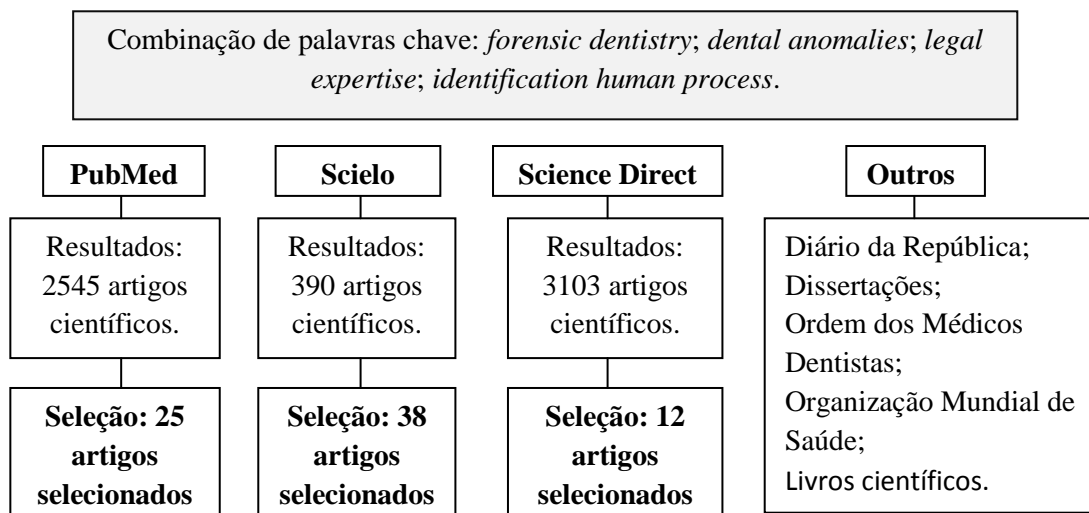 Combinação de palavras chave: forensic dentistry; dental anomalies; legal
expertise; identification human process.
PubMed
Resultados:
2545 artigos
científicos.
Seleção: 25
artigos
selecionados
Scielo
Resultados:
390 artigos
científicos.
Seleção: 38
artigos
selecionados
Science Direct
Resultados:
3103 artigos
científicos.
Seleção: 12
artigos
selecionados
Outros
Diário da República;
Dissertações;
Ordem dos Médicos
Dentistas;
Organização Mundial de
Saúde;
Livros científicos.